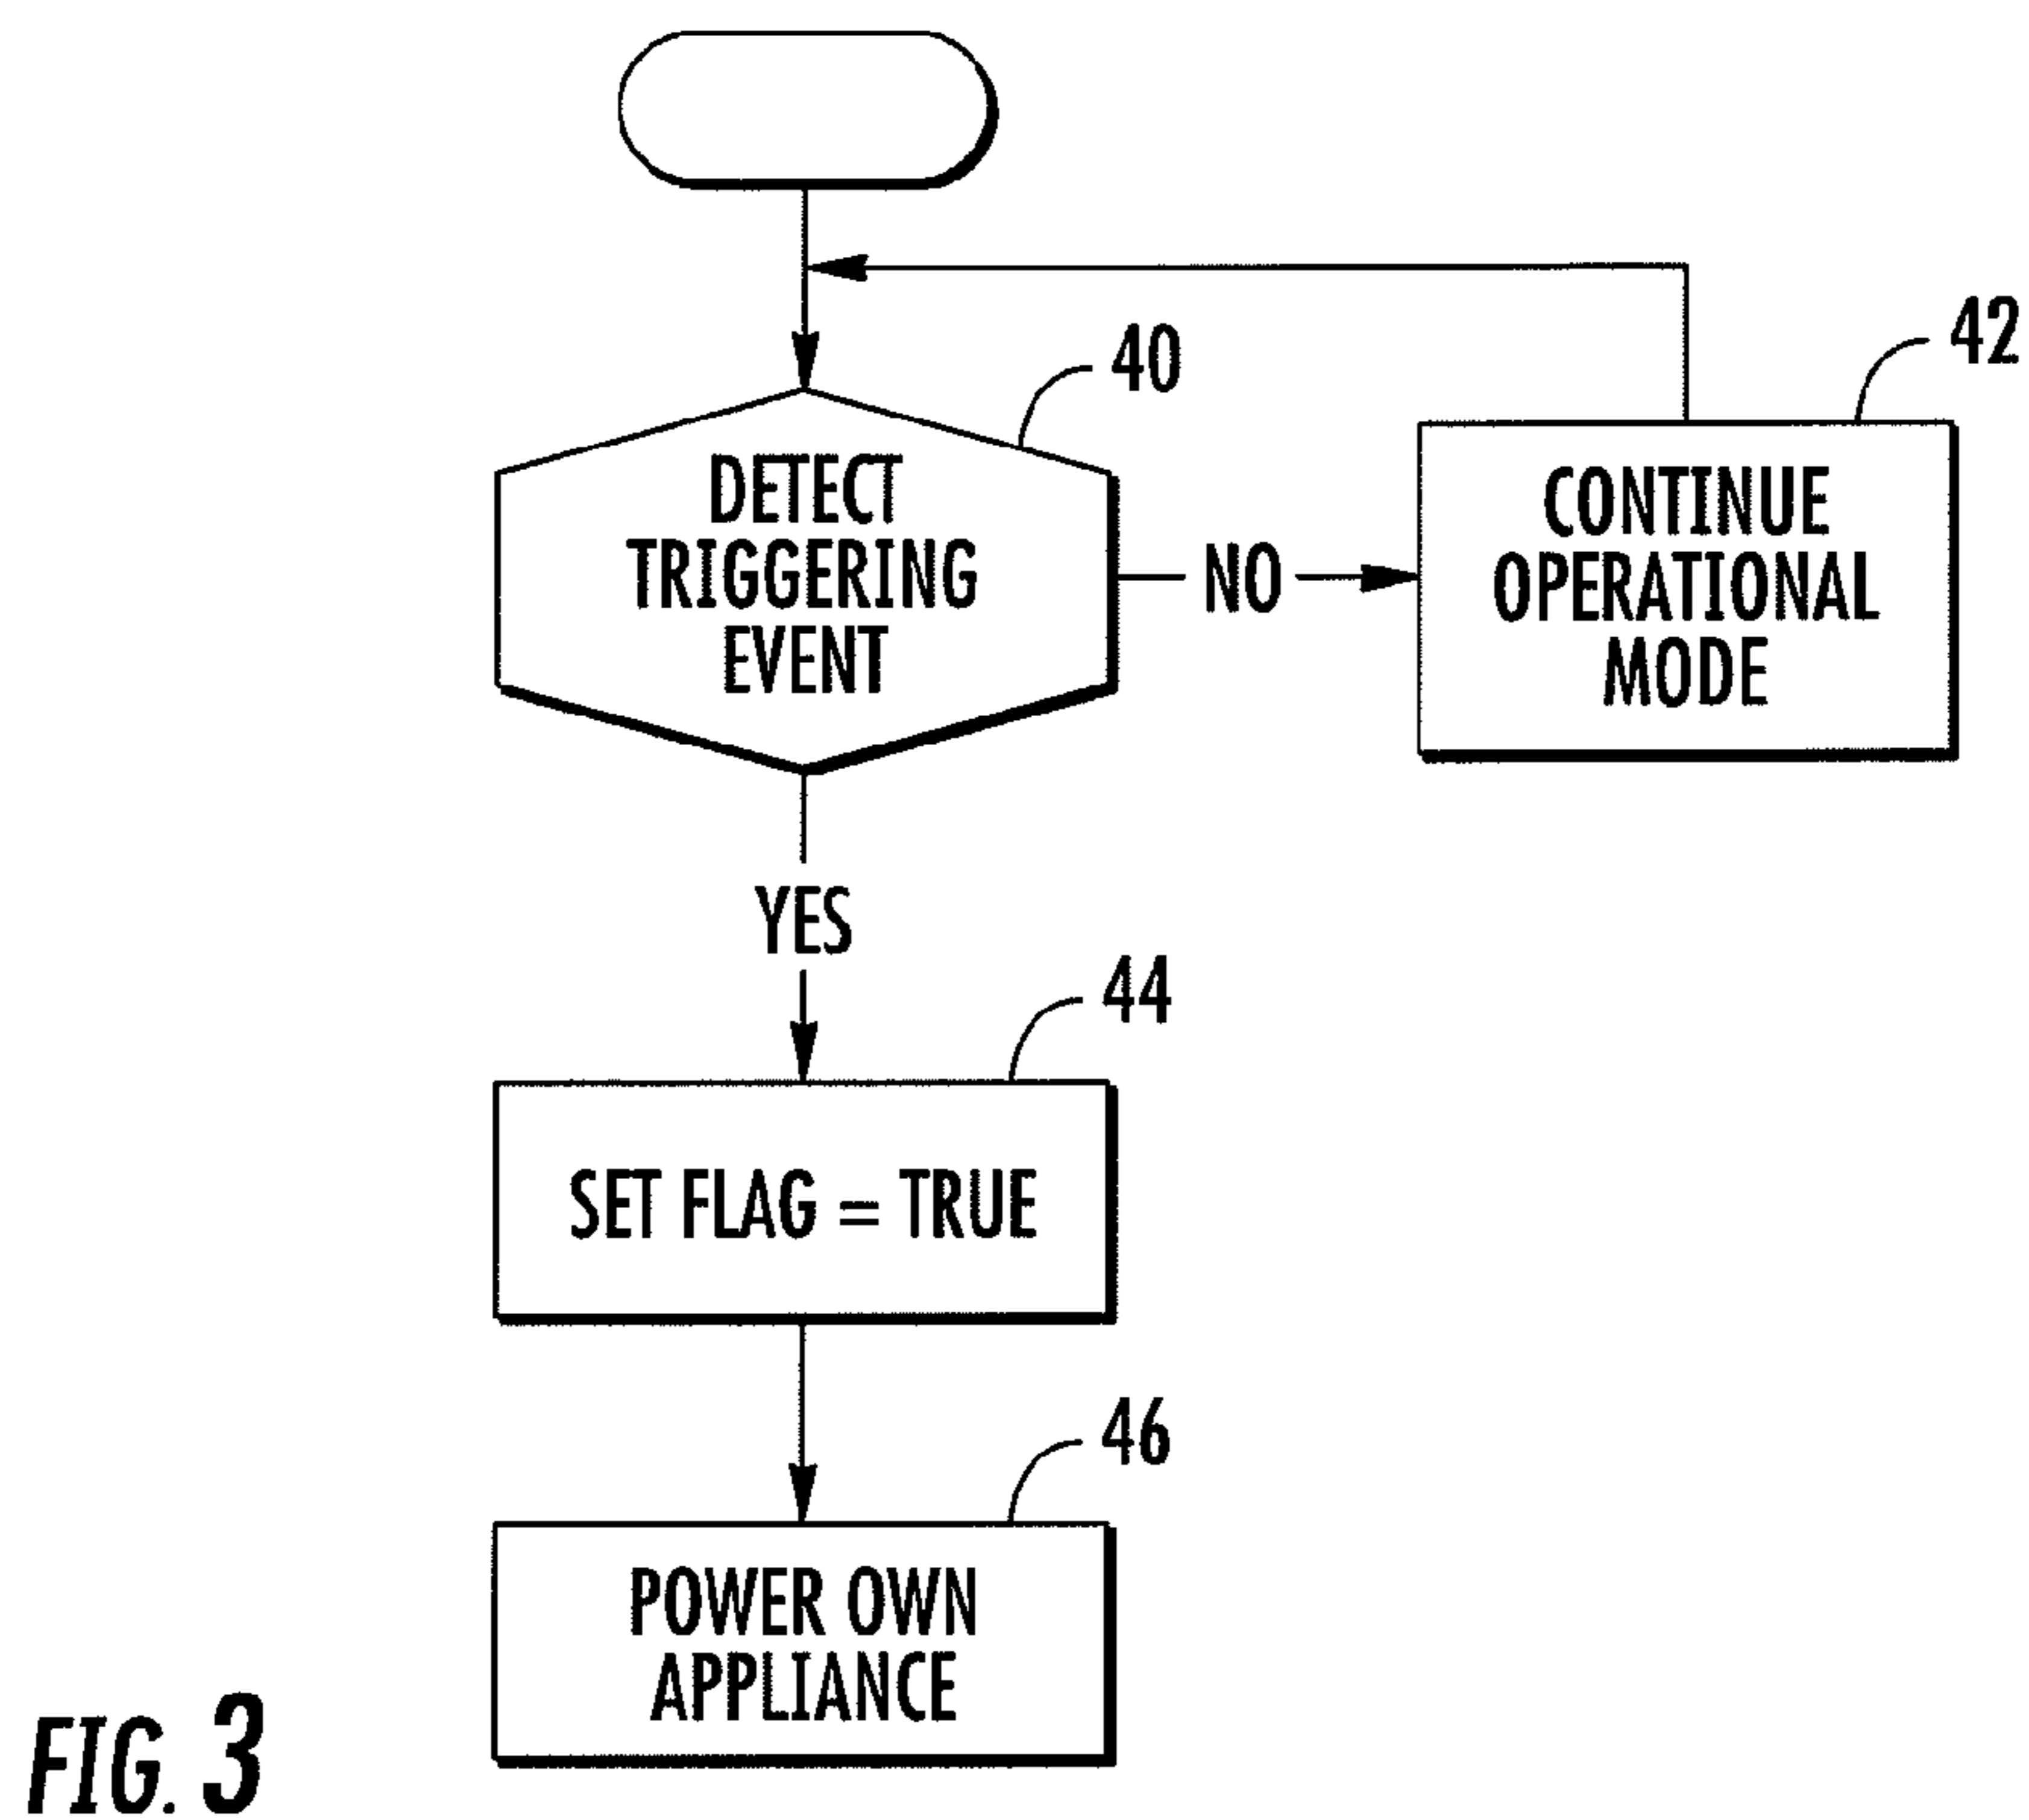 40
42
DETECT
TRIGGERING
EVENT
NO
CONTINUE
OPERATIONAL
MODE
YES
44
SET FLAG = TRUE
46
POWER OWN
APPLIANCE
FIG. 3